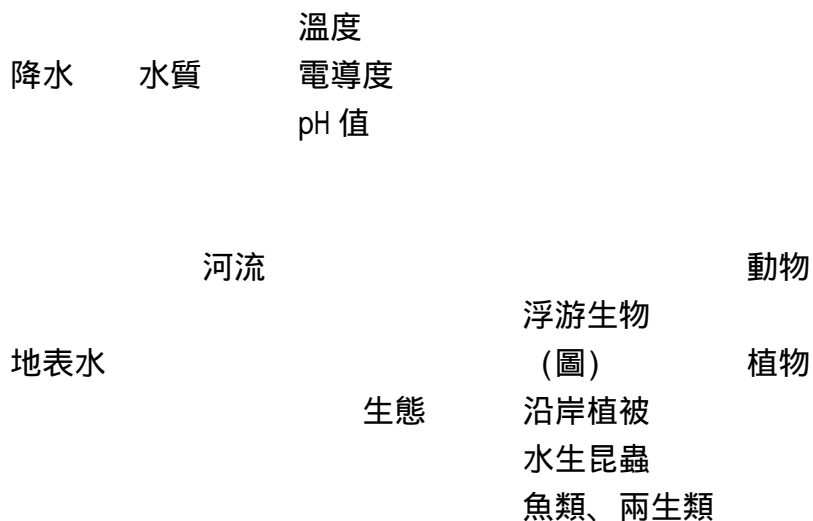 溫度
降水 水質 電導度
pH 值
河流 動物
浮游生物
地表水 (圖) 植物
生態 沿岸植被
水生昆蟲
魚類、兩生類